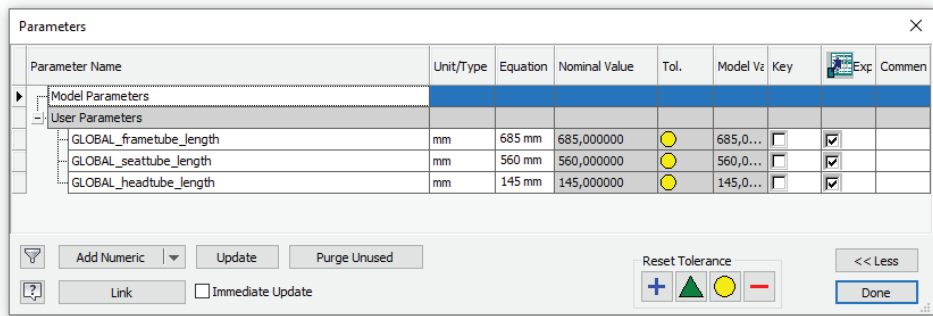 Parameters
Parameter Name Unit/Type Equation Nominal Value Tol. Model Va Key Exp Commen
Model Parameters
User Parameters
GLOBAL_frametube_length mm 685 mm 685,000000 685,0...
GLOBAL_seattube_length mm 560 mm 560,000000 560,0...
GLOBAL_headtube_length mm 145 mm 145,000000 145,0...
Add Numeric Update Purge Unused Reset Tolerance << Less
Link Immediate Update Done